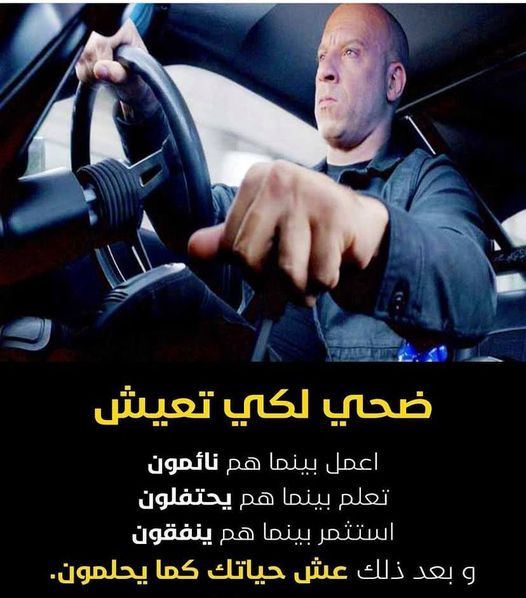 ضحي لكي تعيش
اعمل بينما هم نائمون
تعلم بينما هم يحتفلون
استثمر بينما هم ينفقون
و بعد ذلك عش حياتك كما يحلمون.